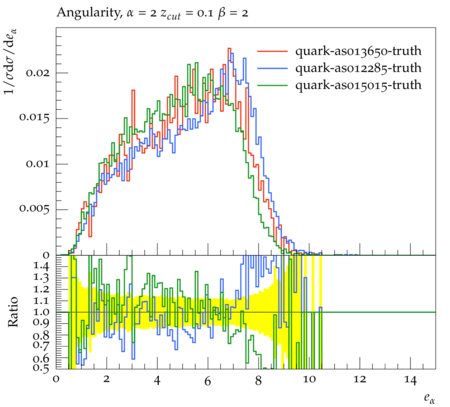 Angularity, α = 2 z_cut = 0.1 β = 2
1/σdσ/de_α
0.02
0.015
0.01
0.005
0
quark-as013650-truth
quark-as012285-truth
quark-as015015-truth
Ratio
1.4
1.3
1.2
1.1
1.0
0.9
0.8
0.7
0.6
0.5
0 2 4 6 8 10 12 14
e_α